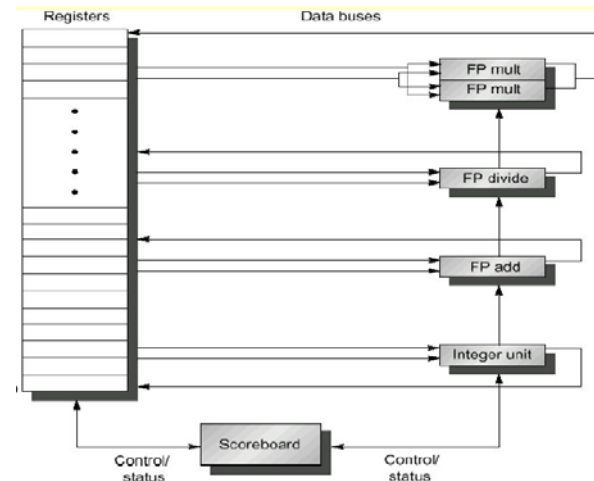 Registers
Data buses
FP mult
FP mult
FP divide
FP add
Integer unit
Scoreboard
Control/
status
Control/
status